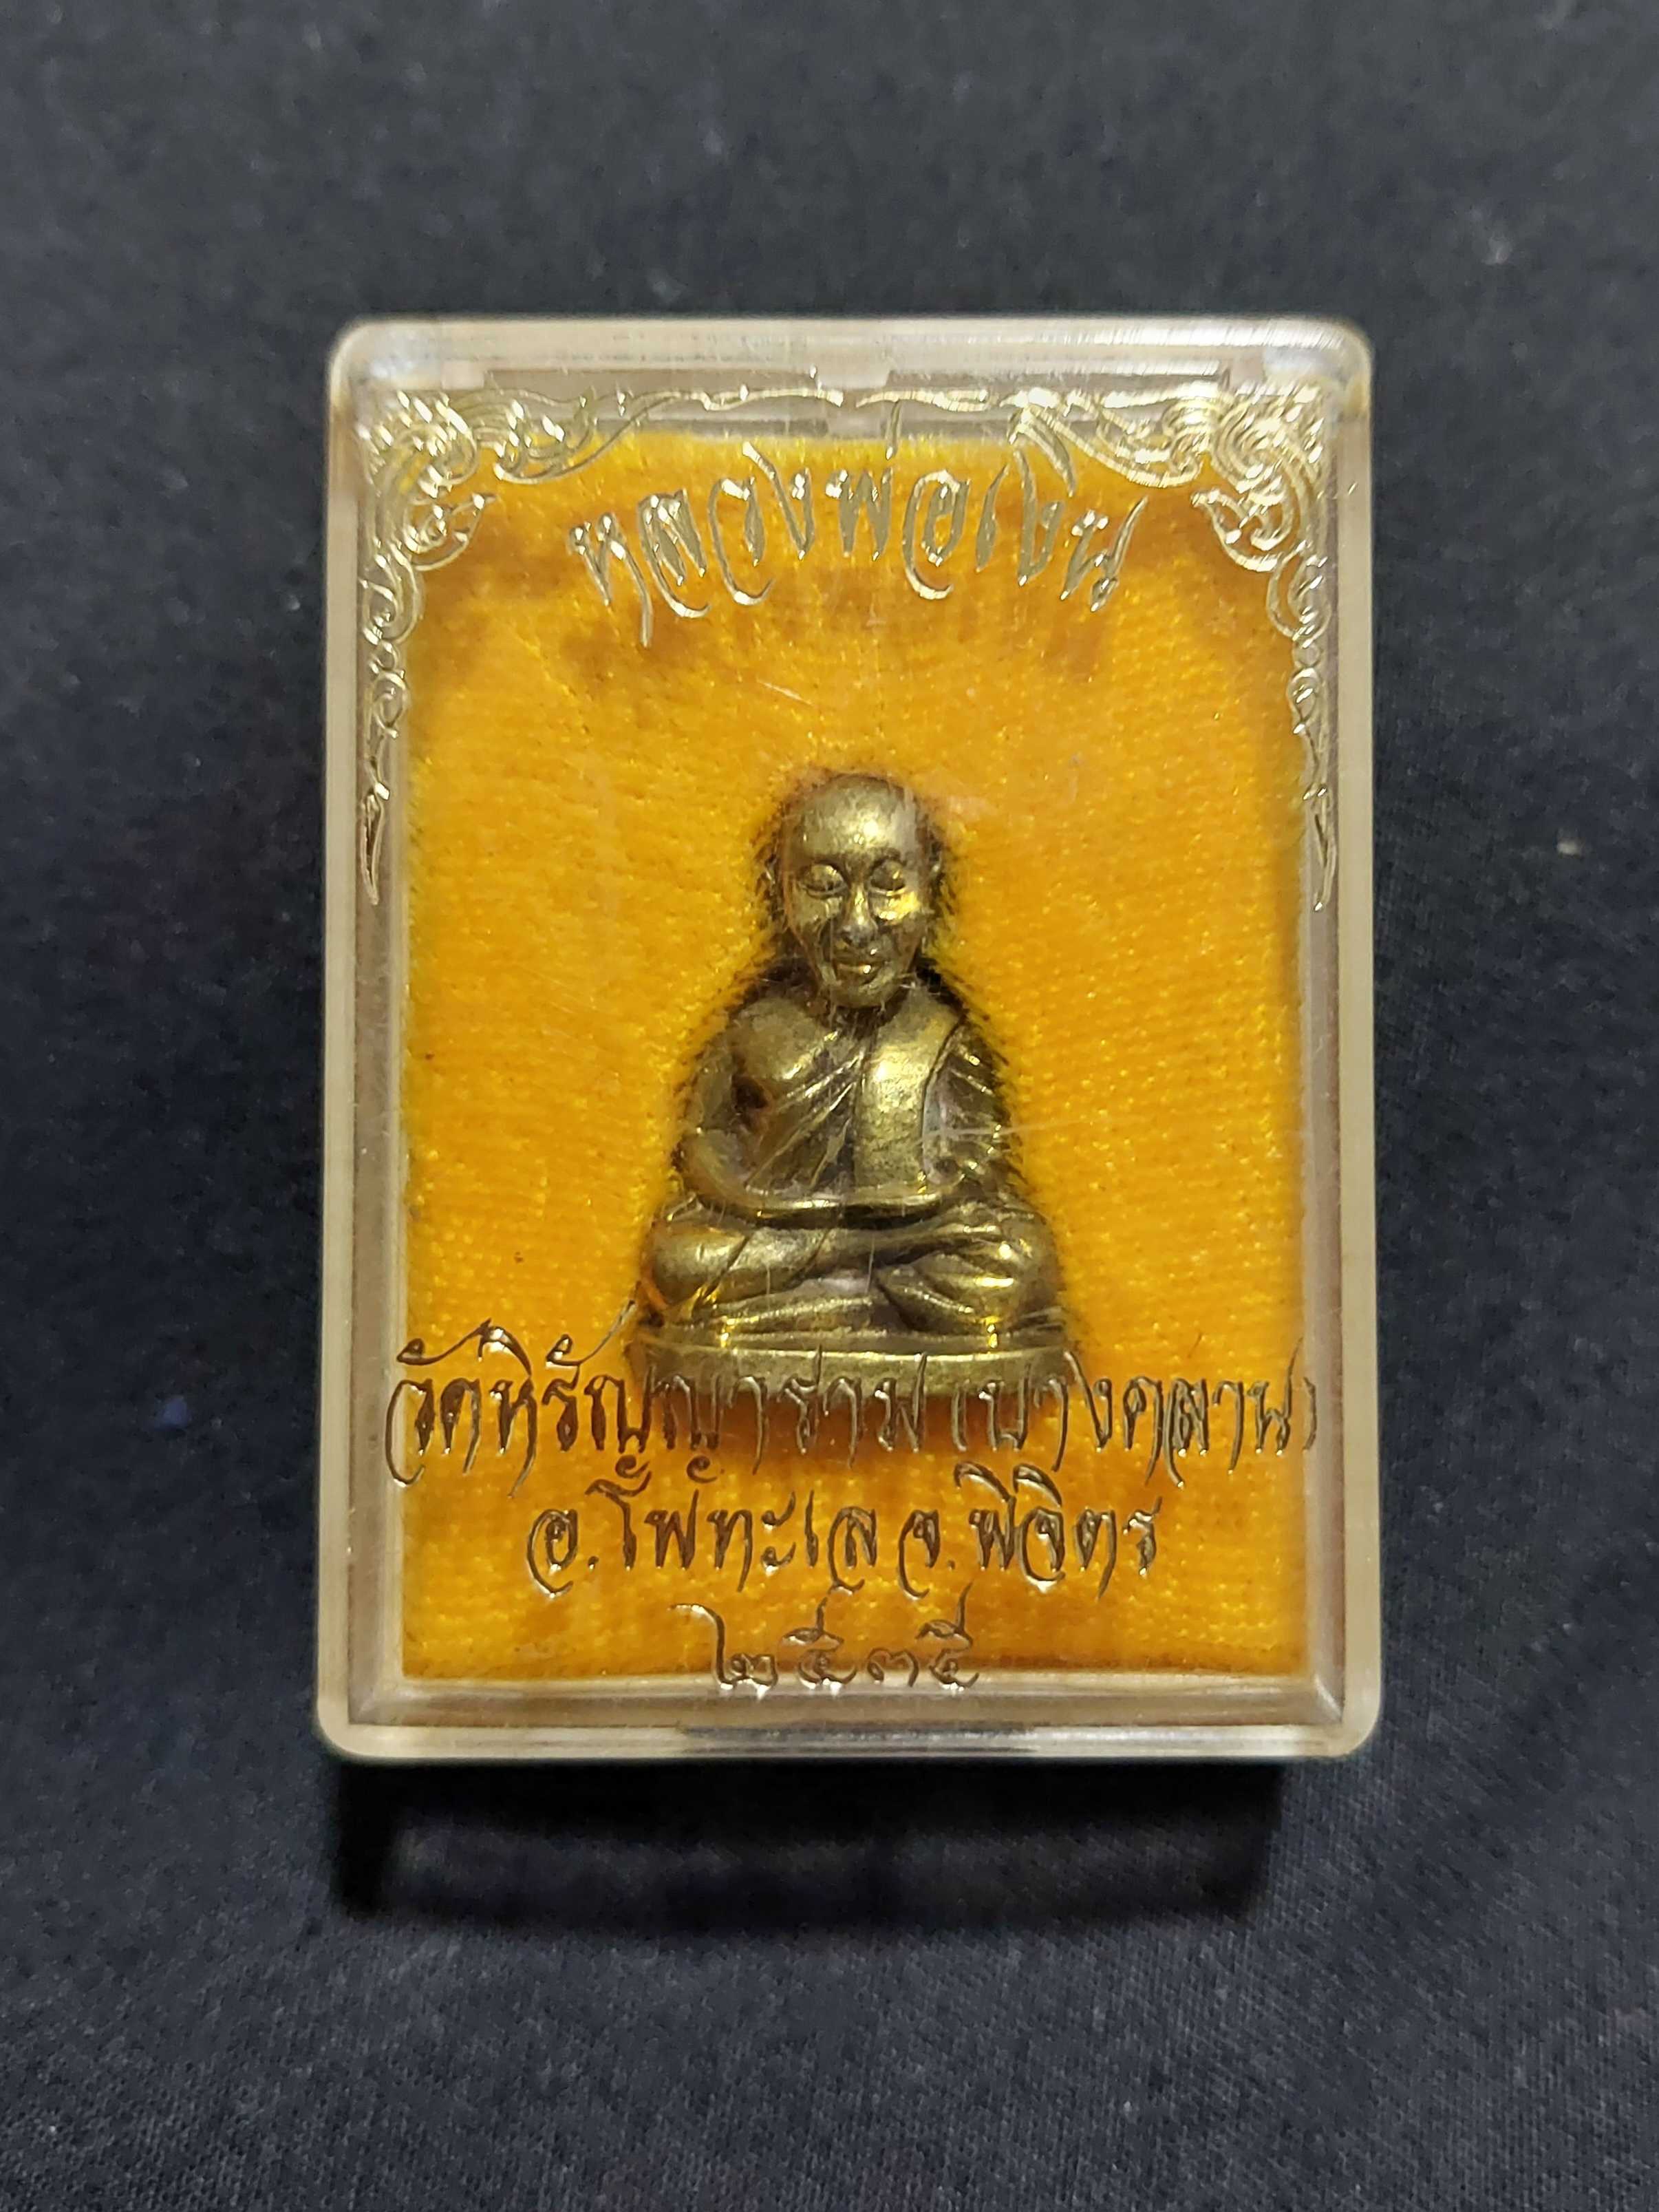 หลวงพ่อเงิน
วัดหิรัญญาราม (บางคลาน)
อ.โพทะเล จ.พิจิตร
๒๕๓๕